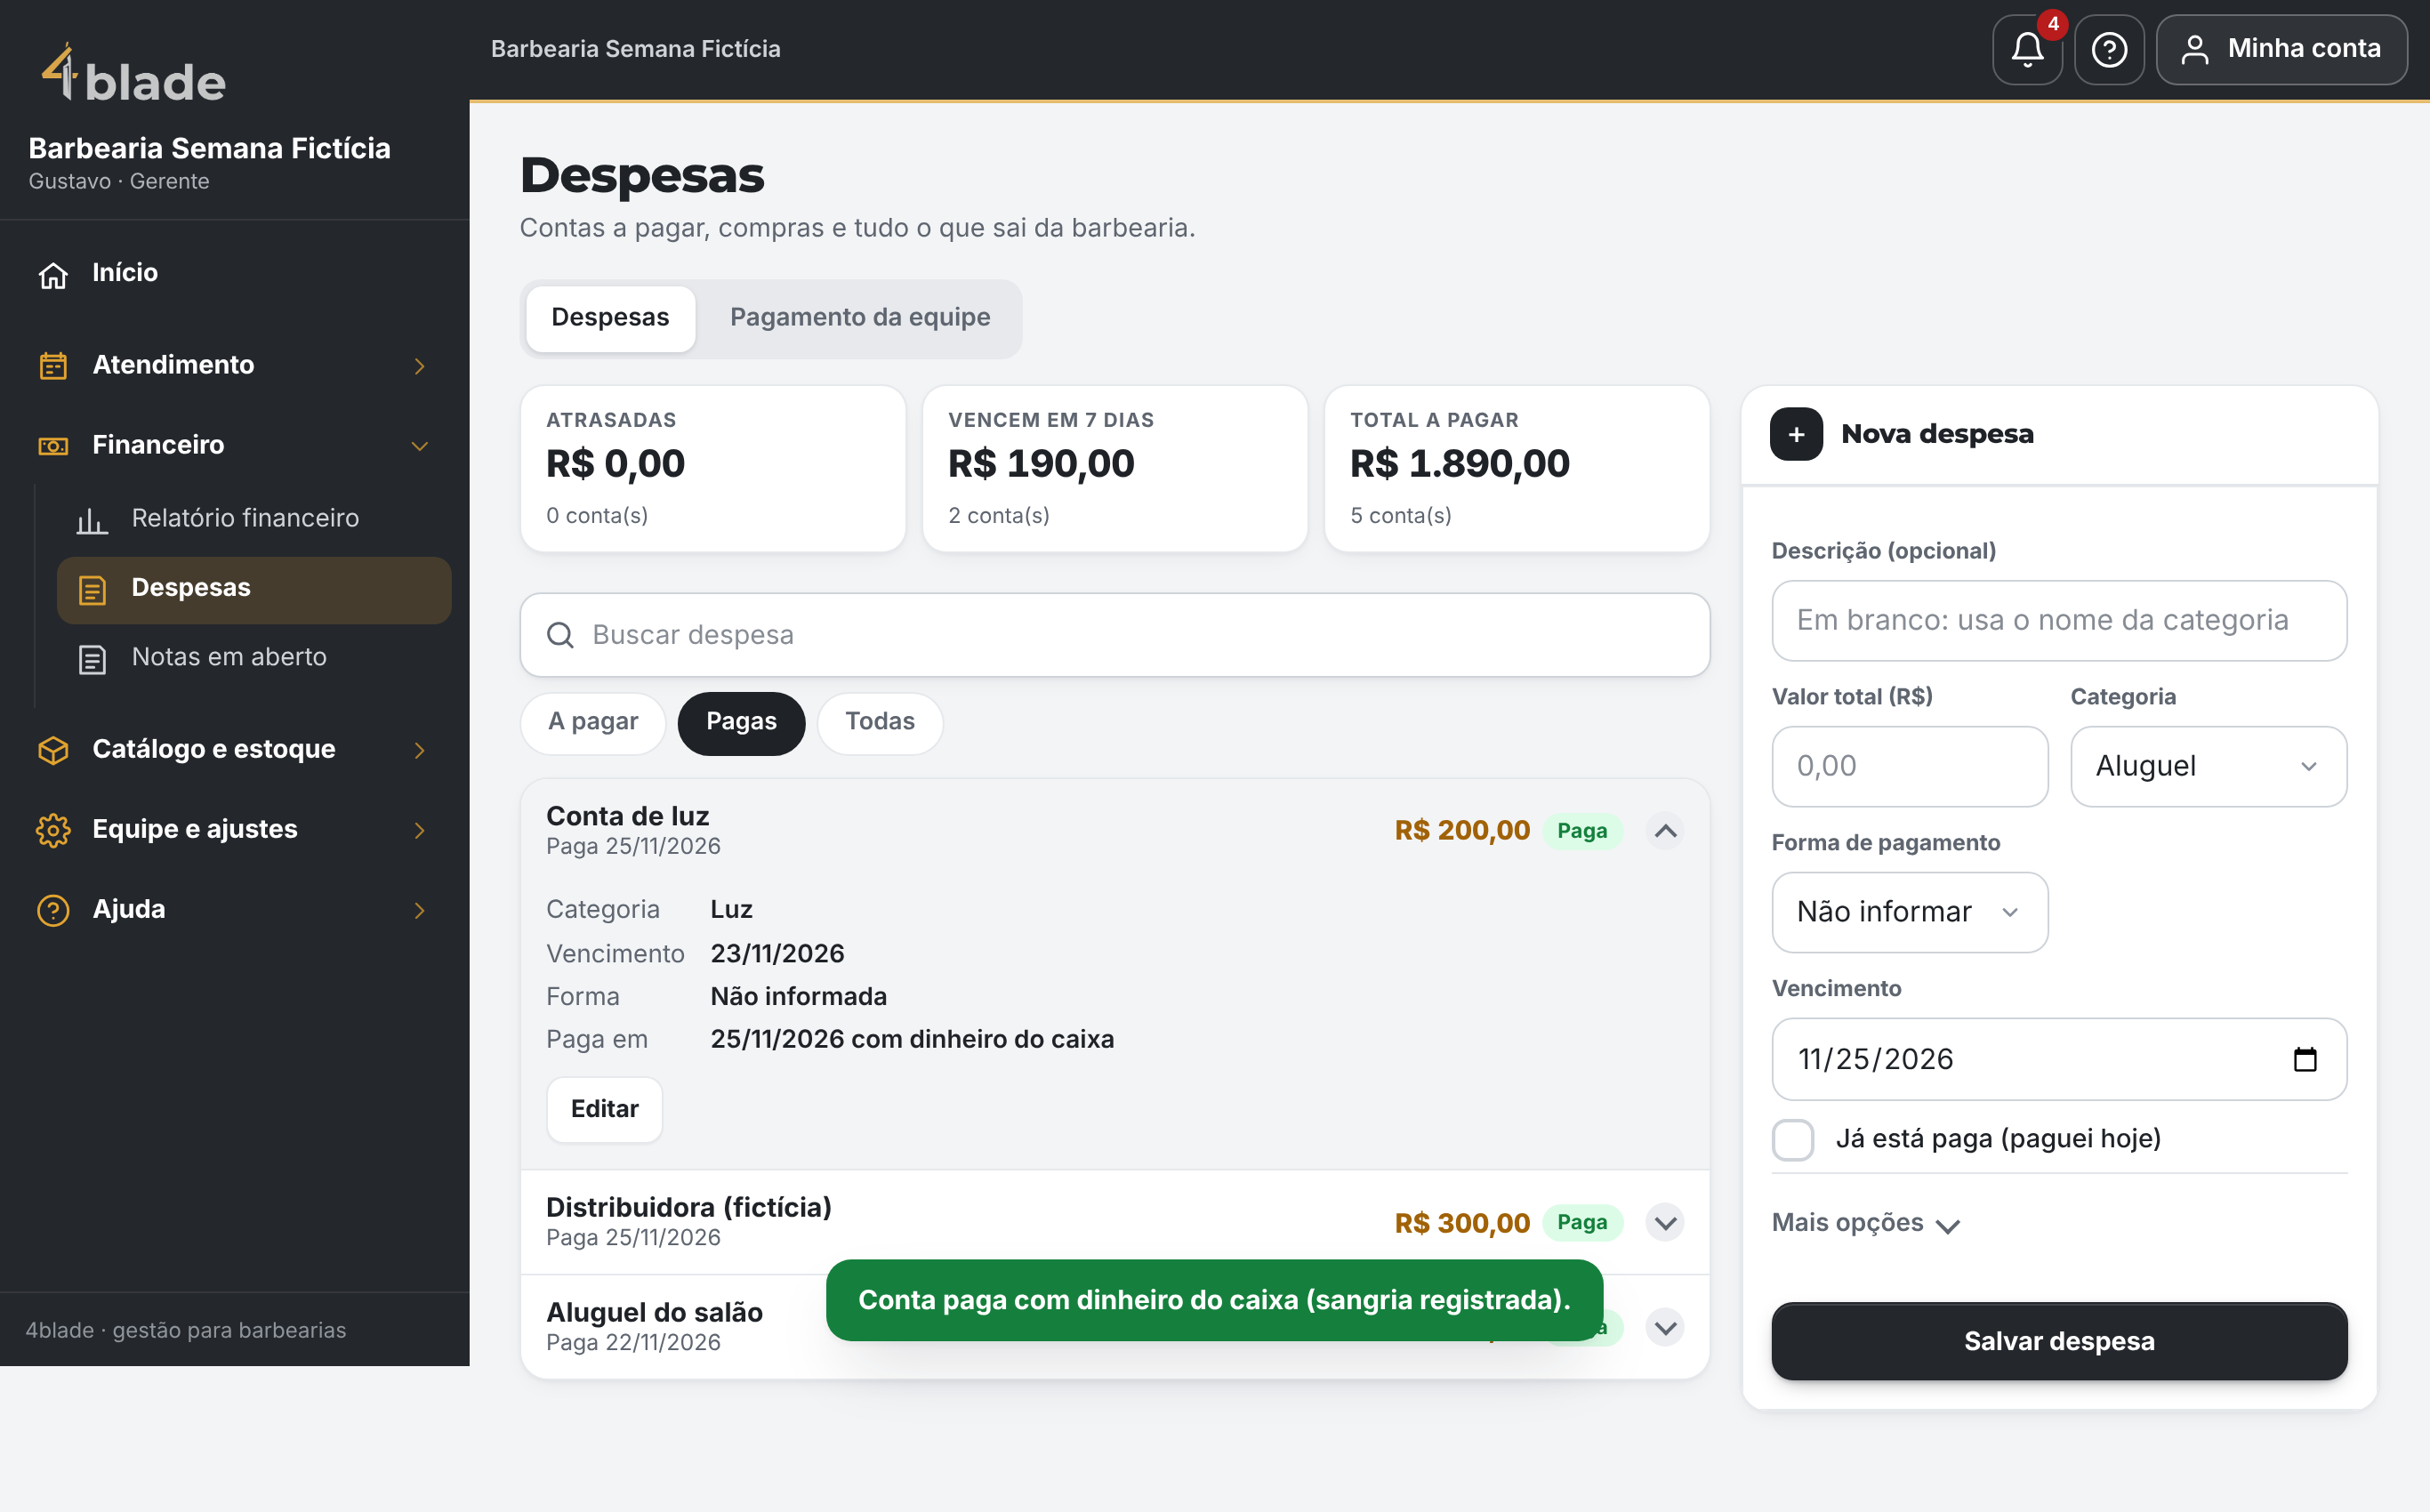 4blade
Barbearia Semana Fictícia
Gustavo · Gerente
Início
Atendimento
Financeiro
Relatório financeiro
Despesas
Notas em aberto
Catálogo e estoque
Equipe e ajustes
Ajuda
4blade · gestão para barbearias
Barbearia Semana Fictícia
4
Minha conta
Despesas
Contas a pagar, compras e tudo o que sai da barbearia.
Despesas
Pagamento da equipe
ATRASADAS
R$ 0,00
0 conta(s)
VENCEM EM 7 DIAS
R$ 190,00
2 conta(s)
TOTAL A PAGAR
R$ 1.890,00
5 conta(s)
Buscar despesa
A pagar
Pagas
Todas
Conta de luz
Paga 25/11/2026
R$ 200,00
Paga
Categoria Luz
Vencimento 23/11/2026
Forma Não informada
Paga em 25/11/2026 com dinheiro do caixa
Editar
Distribuidora (fictícia)
Paga 25/11/2026
R$ 300,00
Paga
Aluguel do salão
Paga 22/11/2026
Conta paga com dinheiro do caixa (sangria registrada).
+ Nova despesa
Descrição (opcional)
Em branco: usa o nome da categoria
Valor total (R$)
0,00
Categoria
Aluguel
Forma de pagamento
Não informar
Vencimento
11/25/2026
Já está paga (paguei hoje)
Mais opções
Salvar despesa